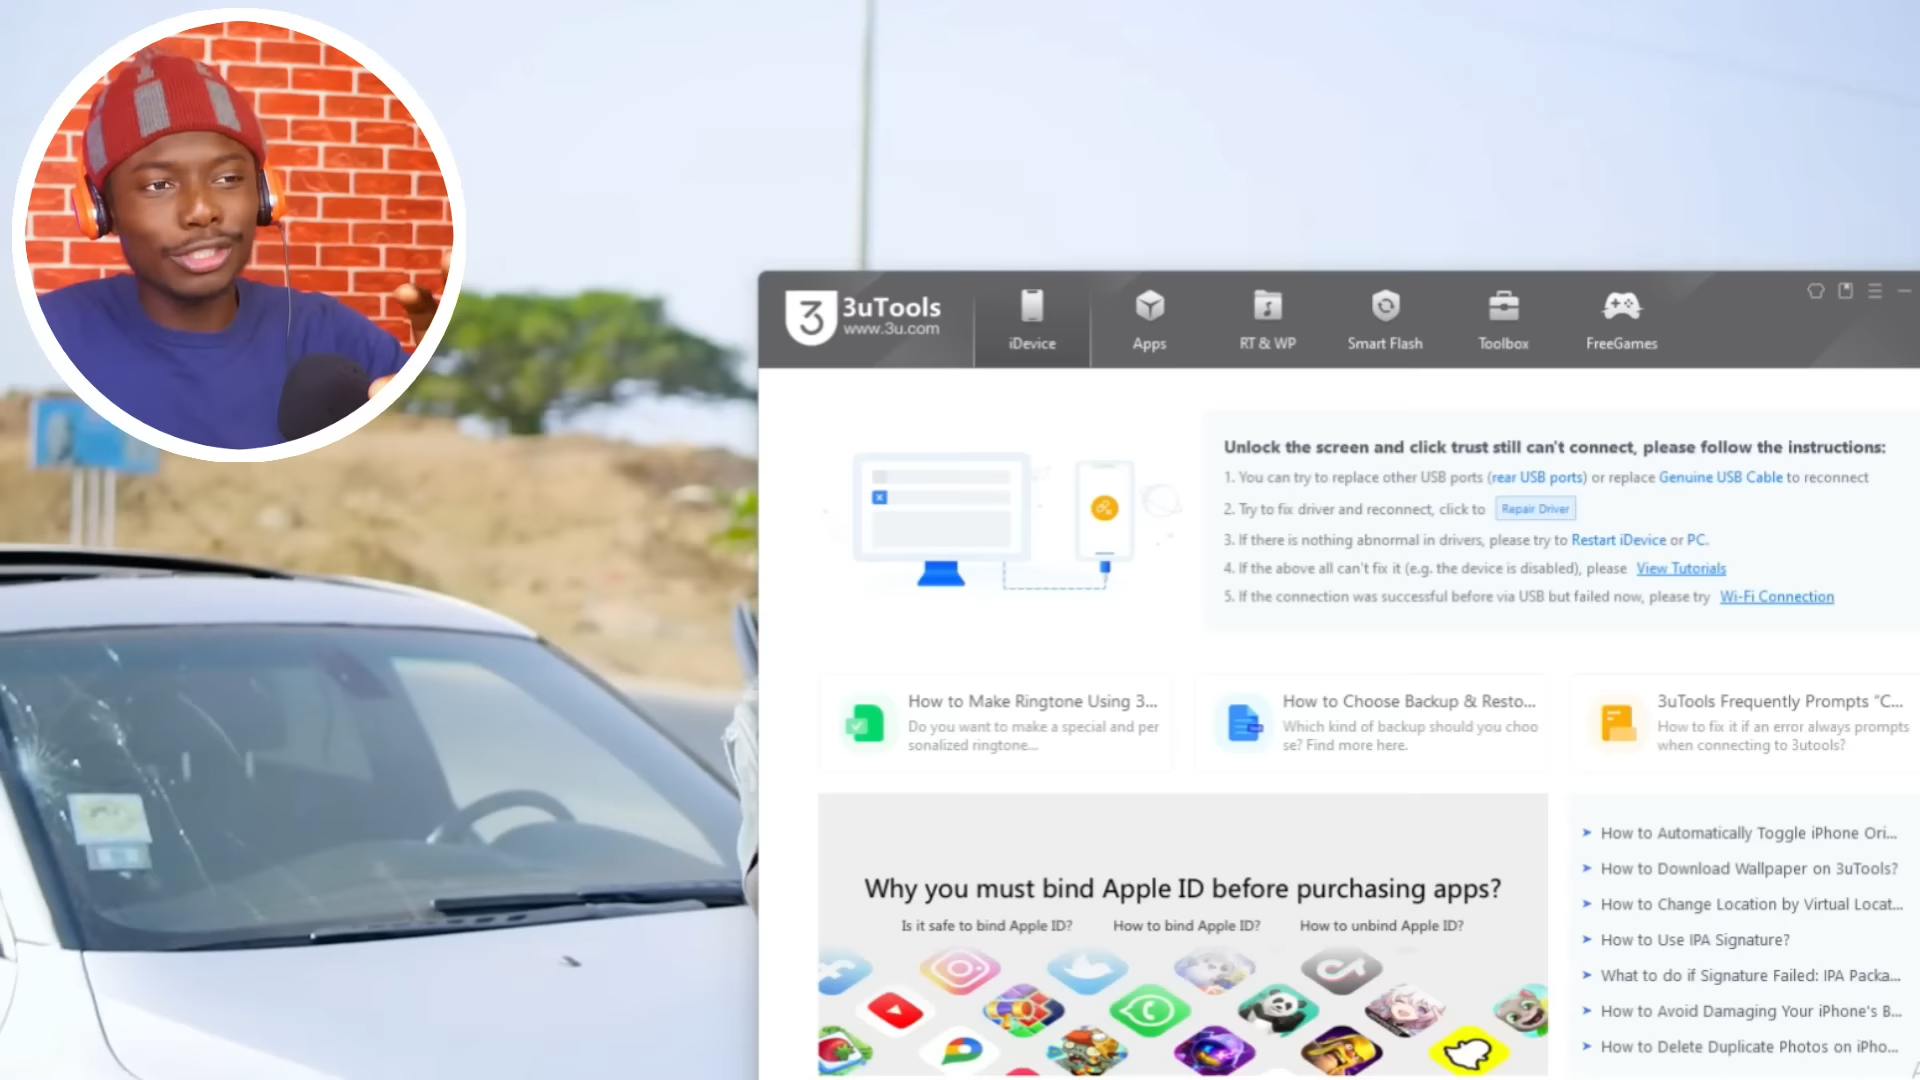 3uTools
www.3u.com
iDevice
Apps
RT & WP
Smart Flash
Toolbox
FreeGames
Unlock the screen and click trust still can't connect, please follow the instructions:
1. You can try to replace other USB ports (rear USB ports) or replace Genuine USB Cable to reconnect
2. Try to fix driver and reconnect, click to Repair Driver
3. If there is nothing abnormal in drivers, please try to Restart iDevice or PC.
4. If the above all can't fix it (e.g. the device is disabled), please View Tutorials
5. If the connection was successful before via USB but failed now, please try Wi-Fi Connection
How to Make Ringtone Using 3...
Do you want to make a special and per
sonalized ringtone...
How to Choose Backup & Resto...
Which kind of backup should you choo
se? Find more here.
3uTools Frequently Prompts “C...
How to fix it if an error always prompts
when connecting to 3utools?
Why you must bind Apple ID before purchasing apps?
Is it safe to bind Apple ID?
How to bind Apple ID?
How to unbind Apple ID?
How to Automatically Toggle iPhone Ori...
How to Download Wallpaper on 3uTools?
How to Change Location by Virtual Locat...
How to Use IPA Signature?
What to do if Signature Failed: IPA Packa...
How to Avoid Damaging Your iPhone's B...
How to Delete Duplicate Photos on iPho...